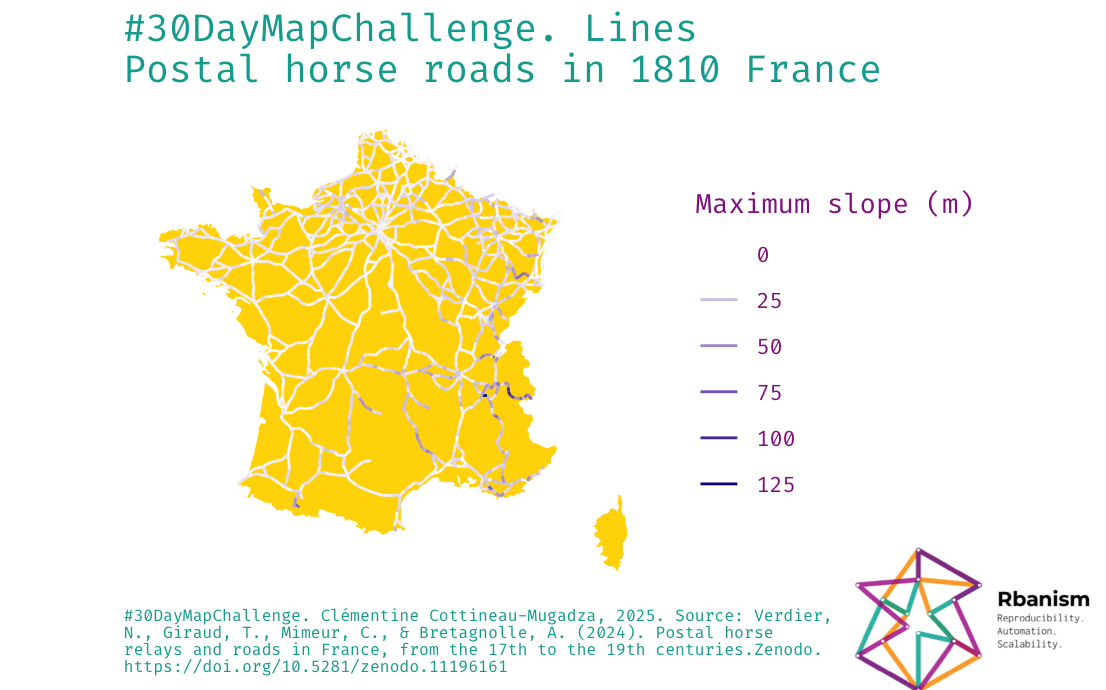 #30DayMapChallenge. Lines
Postal horse roads in 1810 France
Maximum slope (m)
0
25
50
75
100
125
#30DayMapChallenge. Clémentine Cottineau-Mugadza, 2025. Source: Verdier,
N., Giraud, T., Mimeur, C., & Bretagnolle, A. (2024). Postal horse
relays and roads in France, from the 17th to the 19th centuries.Zenodo.
https://doi.org/10.5281/zenodo.11196161
Rbanism
Reproducibility.
Automation.
Scalability.